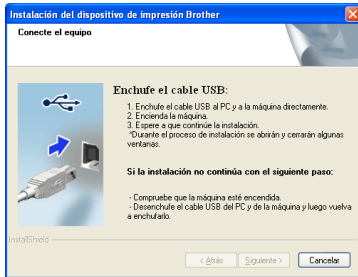 Instalación del dispositivo de impresión Brother
Conecte el equipo
Enchufe el cable USB:
1. Enchufe el cable USB al PC y a la máquina directamente.
2. Encienda la máquina.
3. Espere a que continúe la instalación.
*Durante el proceso de instalación se abrirán y cerrarán algunas
ventanas.
Si la instalación no continúa con el siguiente paso:
- Compruebe que la máquina esté encendida.
- Desenchufe el cable USB del PC y de la máquina y luego vuelva
a enchufarlo.
InstallShield
< Atrás Siguiente > Cancelar